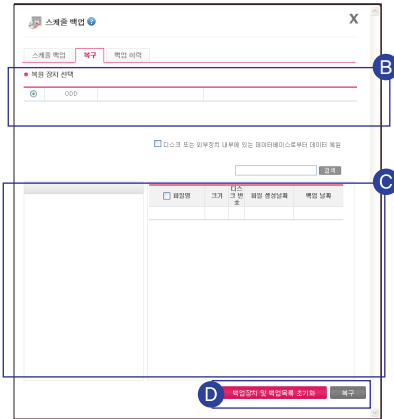 스케줄 백업 ?
X
스케줄 백업 복구 백업 이력
B
복원 장치 선택
ODD
디스크 또는 외부장치 내부에 있는 데이터베이스로부터 데이터 복원
검색
C
파일명 크기 디스크 번호 파일 생성날짜 백업 날짜
D
백업장치 및 백업목록 초기화 복구